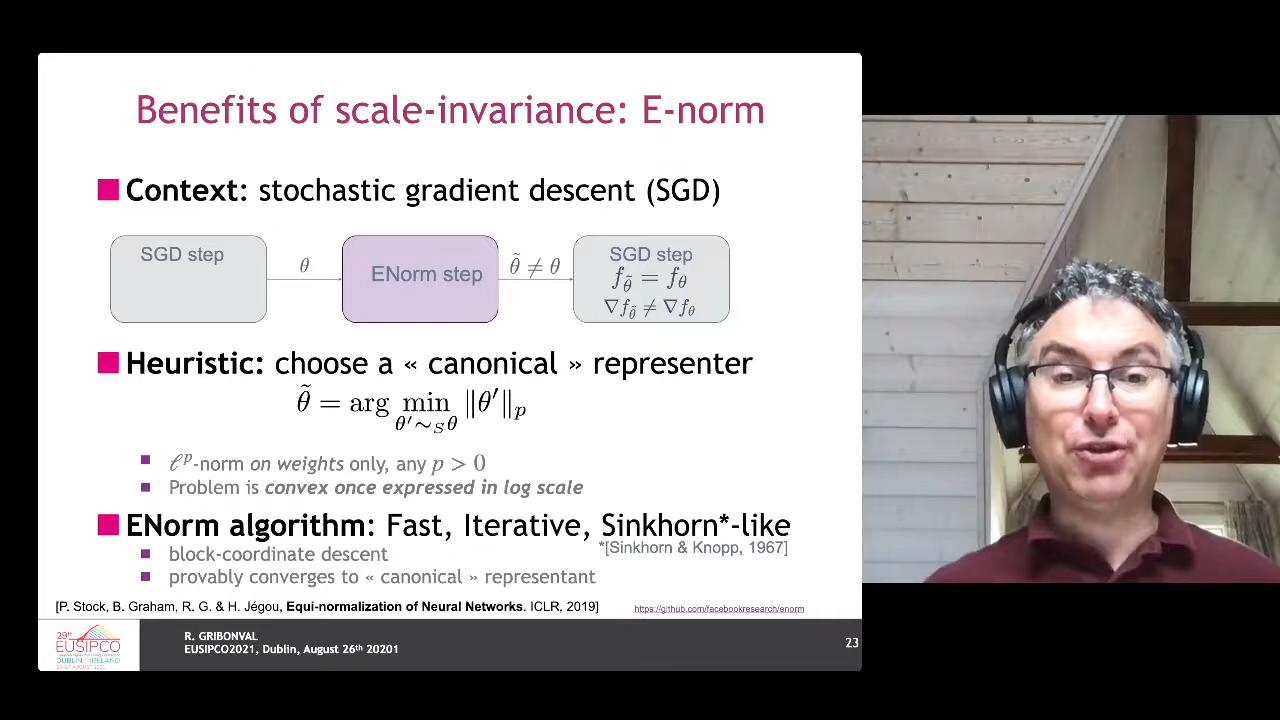 Benefits of scale-invariance: E-norm
Context: stochastic gradient descent (SGD)
SGD step
θ
ENorm step
θ̃ ≠ θ
SGD step
f_θ̃ = f_θ
∇f_θ̃ ≠ ∇f_θ
Heuristic: choose a « canonical » representer
θ̃ = arg min_{θ′∼_S θ} ‖θ′‖_p
ℓ^p-norm on weights only, any p > 0
Problem is convex once expressed in log scale
ENorm algorithm: Fast, Iterative, Sinkhorn*-like
*[Sinkhorn & Knopp, 1967]
block-coordinate descent
provably converges to « canonical » representant
[P. Stock, B. Graham, R. G. & H. Jégou, Equi-normalization of Neural Networks. ICLR, 2019]
https://github.com/facebookresearch/enorm
29th
EUSIPCO
DUBLIN IRELAND
R. GRIBONVAL
EUSIPCO2021, Dublin, August 26th 20201
23